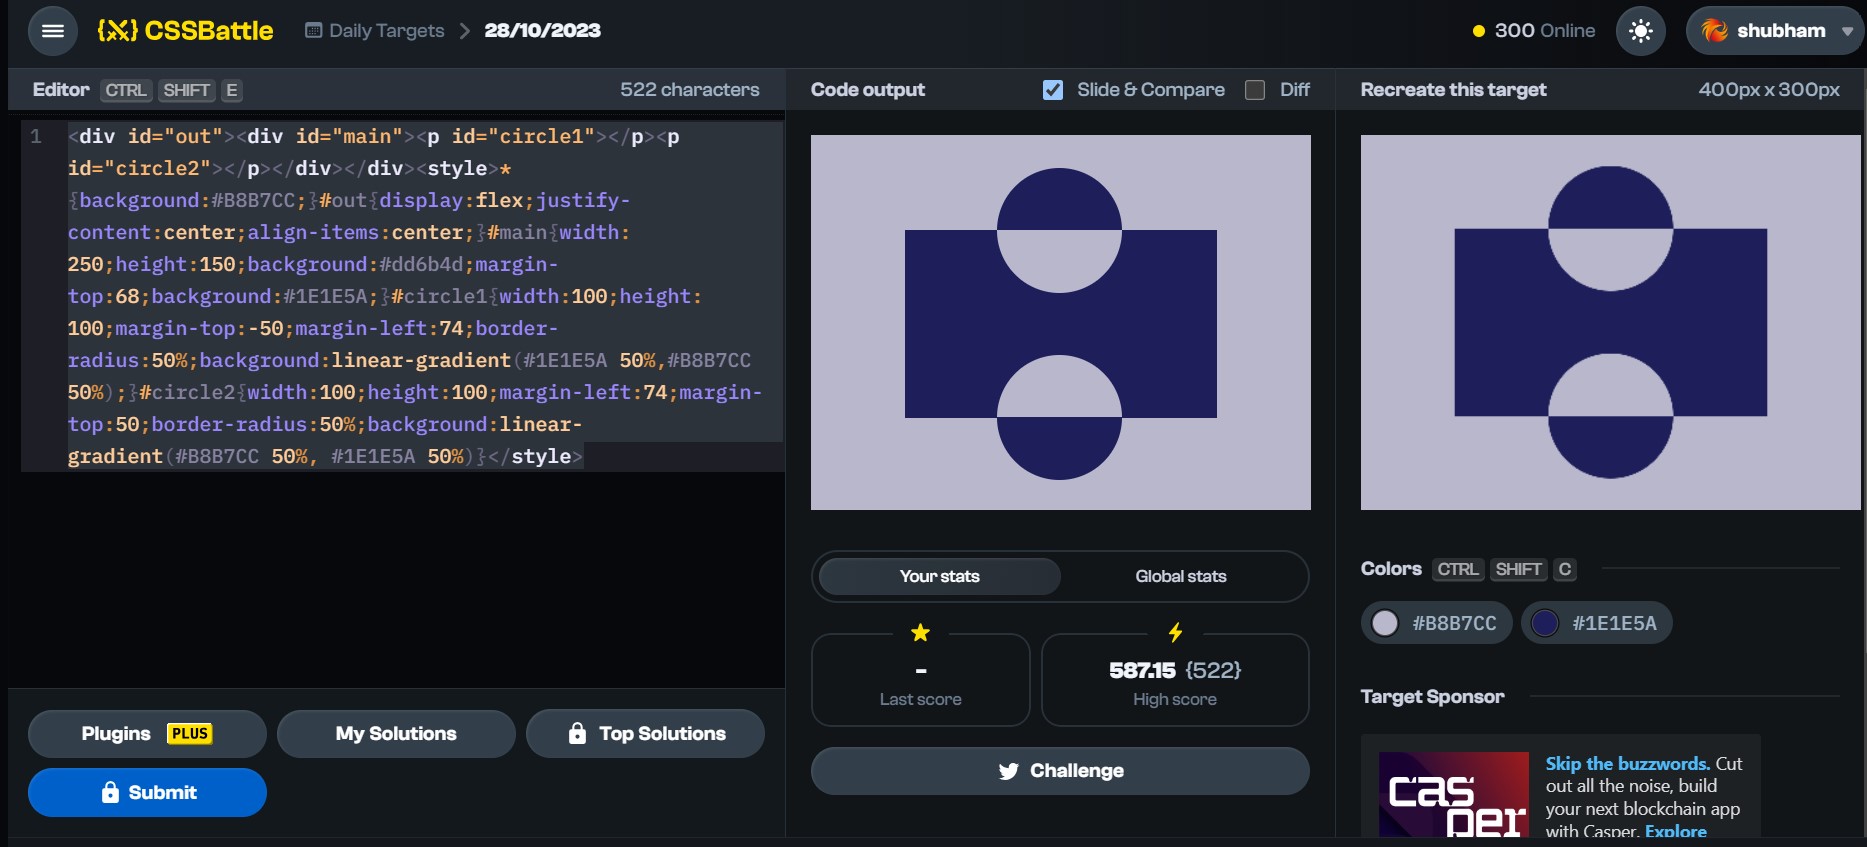 {X} CSSBattle
Daily Targets > 28/10/2023
300 Online
shubham
Editor CTRL SHIFT E
522 characters
1
<div id="out"><div id="main"><p id="circle1"></p><p
id="circle2"></p></div></div><style>*
{background:#B8B7CC;}#out{display:flex;justify-
content:center;align-items:center;}#main{width:
250;height:150;background:#dd6b4d;margin-
top:68;background:#1E1E5A;}#circle1{width:100;height:
100;margin-top:-50;margin-left:74;border-
radius:50%;background:linear-gradient(#1E1E5A 50%,#B8B7CC
50%);}#circle2{width:100;height:100;margin-left:74;margin-
top:50;border-radius:50%;background:linear-
gradient(#B8B7CC 50%, #1E1E5A 50%)}</style>
Plugins PLUS
My Solutions
Top Solutions
Submit
Code output
Slide & Compare
Diff
Your stats
Global stats
–
Last score
587.15 {522}
High score
Challenge
Recreate this target
400px x 300px
Colors CTRL SHIFT C
#B8B7CC
#1E1E5A
Target Sponsor
cas
per
Skip the buzzwords. Cut
out all the noise, build
your next blockchain app
with Casper. Explore